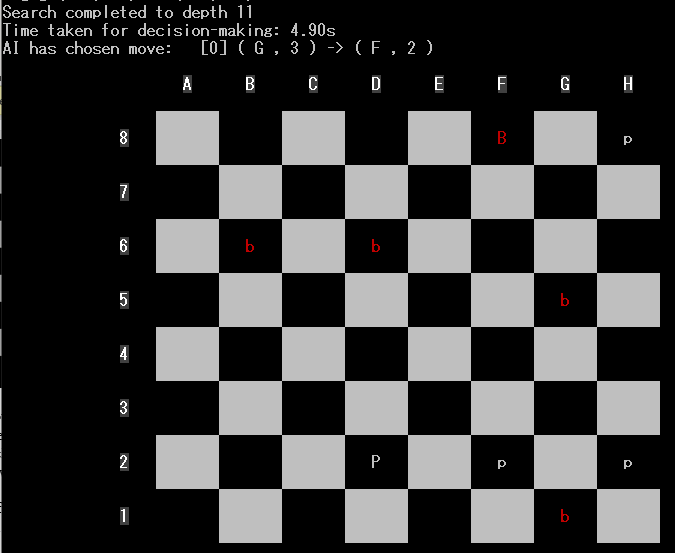 Search completed to depth 11
Time taken for decision-making: 4.90s
AI has chosen move:   [0] ( G , 3 ) -> ( F , 2 )
A B C D E F G H
8 B p
7
6 b b
5 b
4
3
2 P p p
1 b